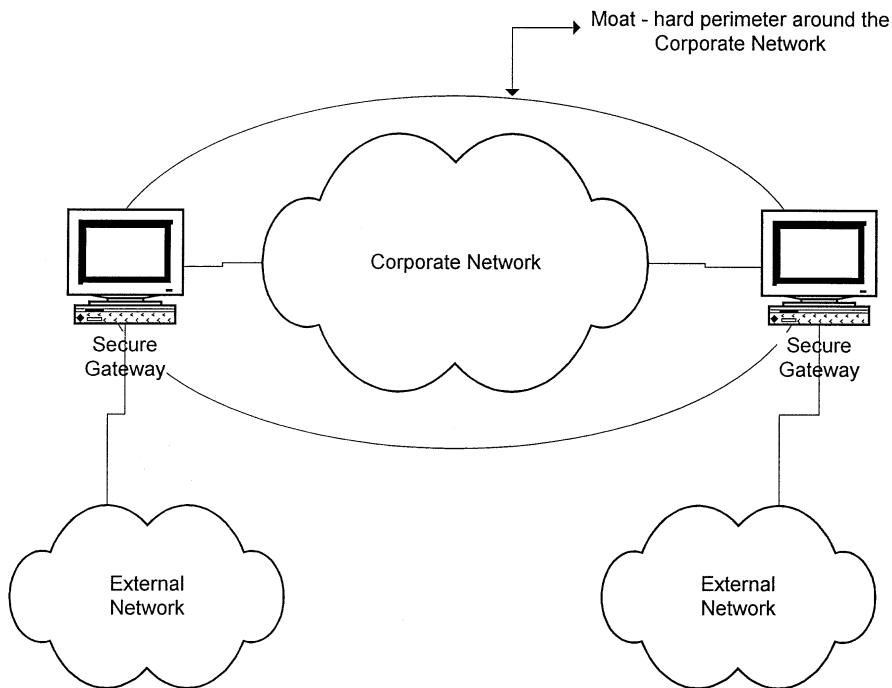 Moat - hard perimeter around the
Corporate Network
Corporate Network
Secure
Gateway
Secure
Gateway
External
Network
External
Network